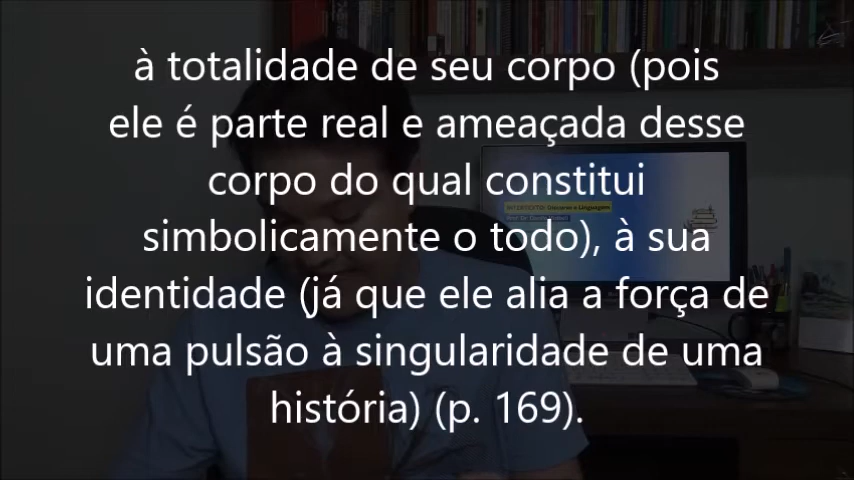 à totalidade de seu corpo (pois
ele é parte real e ameaçada desse
corpo do qual constitui
simbolicamente o todo), à sua
identidade (já que ele alia a força de
uma pulsão à singularidade de uma
história) (p. 169).